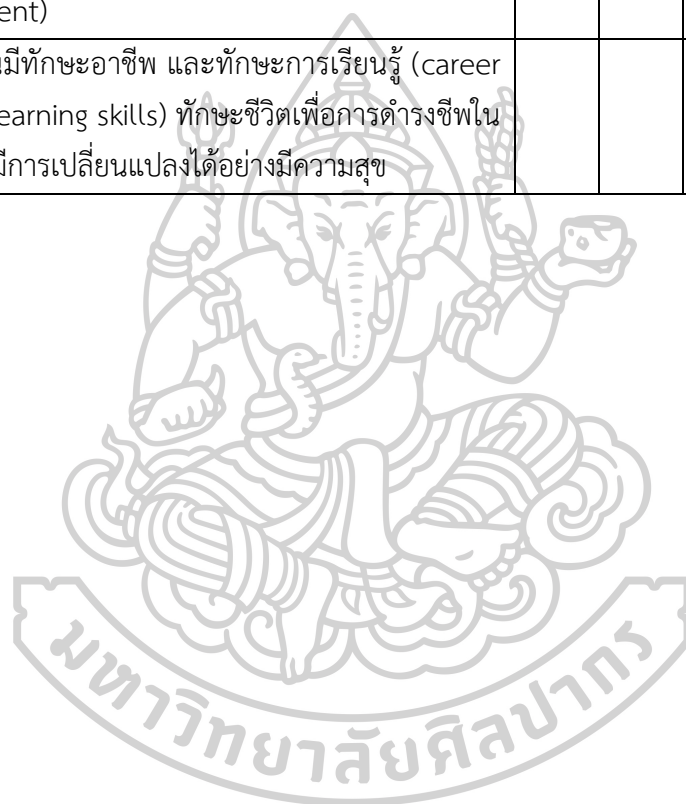 ent)
มีทักษะอาชีพ และทักษะการเรียนรู้ (career
earning skills) ทักษะชีวิตเพื่อการดำรงชีพใน
มีการเปลี่ยนแปลงได้อย่างมีความสุข
มหาวิทยาลัยศิลปากร